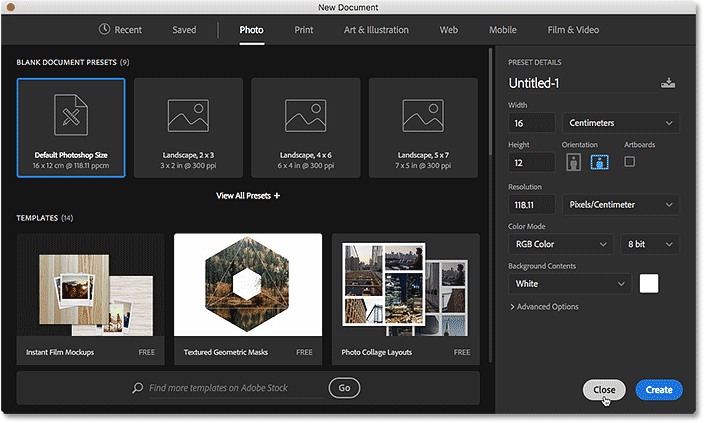 New Document
Recent Saved Photo Print Art & Illustration Web Mobile Film & Video
BLANK DOCUMENT PRESETS (9)
Default Photoshop Size
16 x 12 cm @ 118.11 ppcm
Landscape, 2 x 3
3 x 2 in @ 300 ppi
Landscape, 4 x 6
6 x 4 in @ 300 ppi
Landscape, 5 x 7
7 x 5 in @ 300 ppi
View All Presets +
TEMPLATES (14)
Instant Film Mockups FREE
Textured Geometric Masks FREE
Photo Collage Layouts FREE
Find more templates on Adobe Stock Go
PRESET DETAILS
Untitled-1
Width
16 Centimeters
Height Orientation Artboards
12
Resolution
118.11 Pixels/Centimeter
Color Mode
RGB Color 8 bit
Background Contents
White
Advanced Options
Close Create